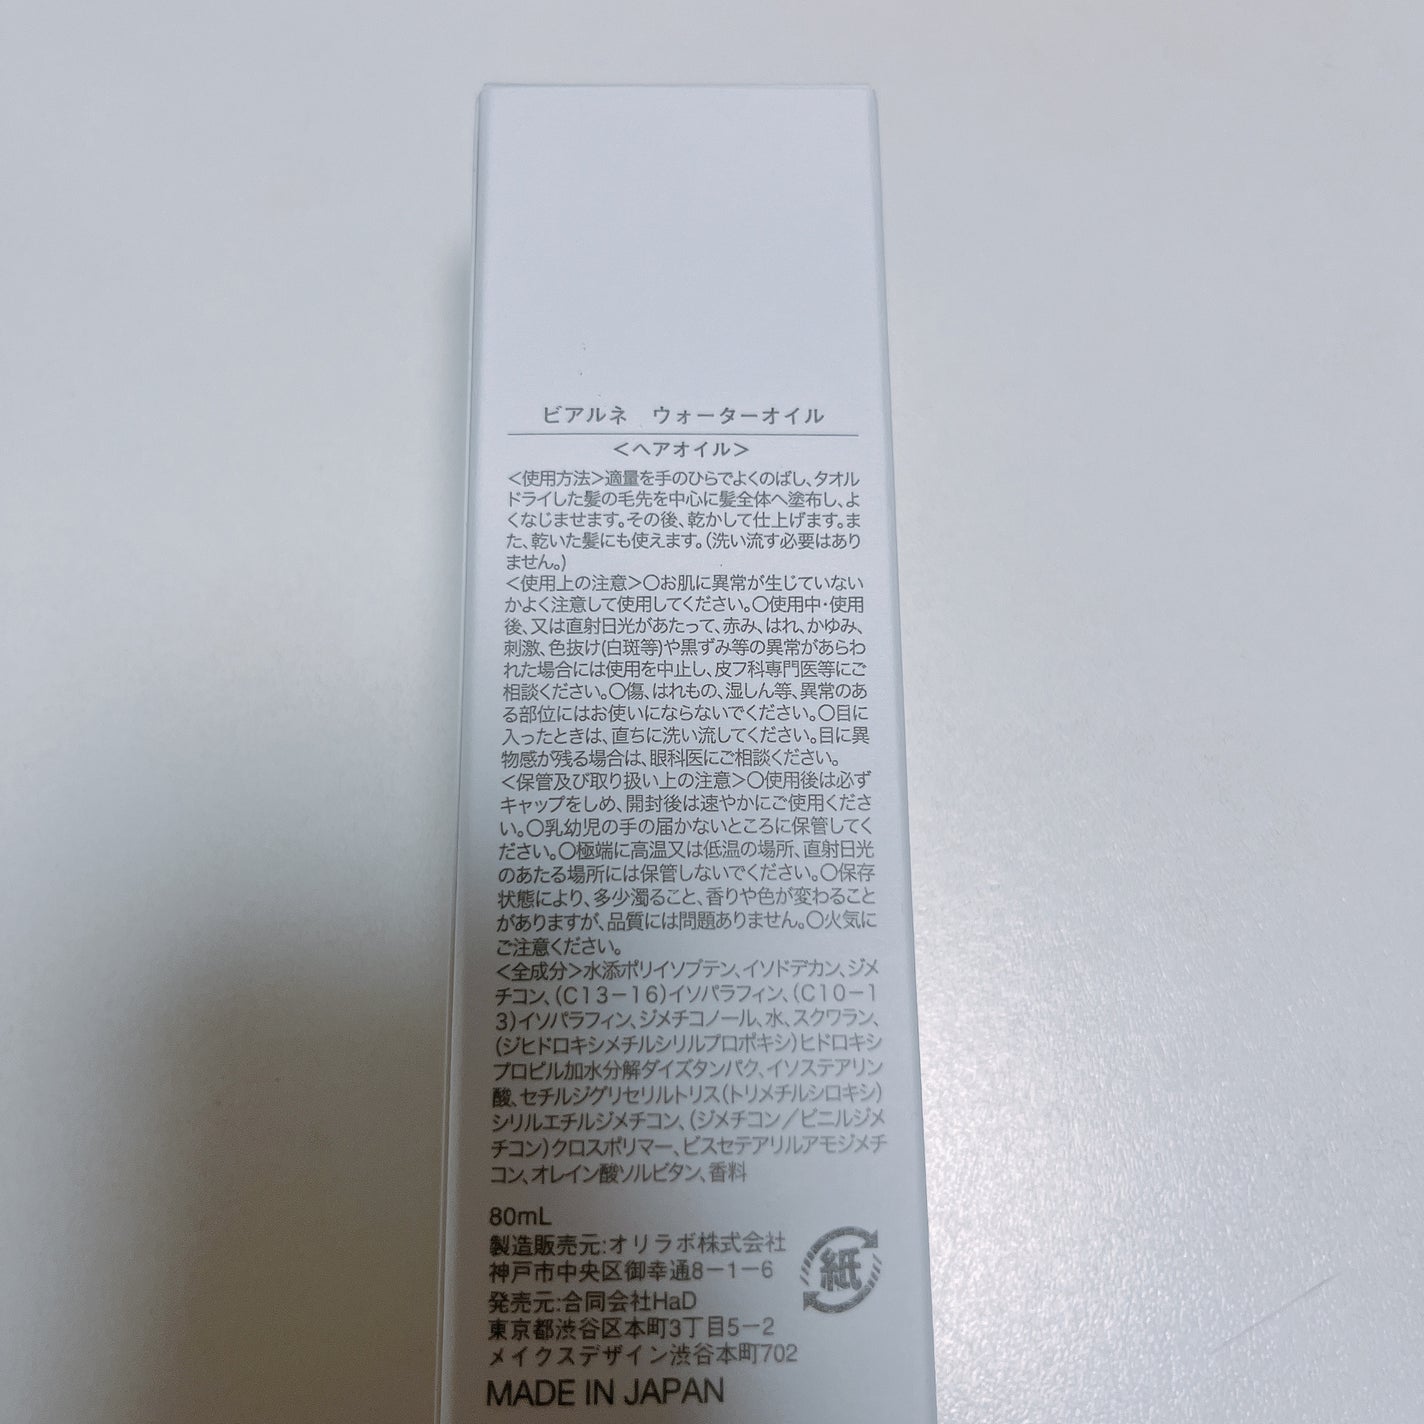 ビアルネ　ウォーターオイル
＜ヘアオイル＞
＜使用方法＞適量を手のひらでよくのばし、タオル
ドライした髪の毛先を中心に髪全体へ塗布し、よ
くなじませます。その後、乾かして仕上げます。ま
た、乾いた髪にも使えます。(洗い流す必要はあり
ません。)
＜使用上の注意＞〇お肌に異常が生じていない
かよく注意して使用してください。〇使用中・使用
後、又は直射日光があたって、赤み、はれ、かゆみ、
刺激、色抜け(白斑等)や黒ずみ等の異常があらわ
れた場合には使用を中止し、皮フ科専門医等にご
相談ください。〇傷、はれもの、湿しん等、異常のあ
る部位にはお使いにならないでください。〇目に
入ったときは、直ちに洗い流してください。目に異
物感が残る場合は、眼科医にご相談ください。
＜保管及び取り扱い上の注意＞〇使用後は必ず
キャップをしめ、開封後は速やかにご使用くださ
い。〇乳幼児の手の届かないところに保管してく
ださい。〇極端に高温又は低温の場所、直射日光
のあたる場所には保管しないでください。〇保存
状態により、多少濁ること、香りや色が変わること
がありますが、品質には問題ありません。〇火気に
ご注意ください。
＜全成分＞水添ポリイソブテン、イソドデカン、ジメ
チコン、(Ｃ１３－１６)イソパラフィン、(Ｃ１０－１
３)イソパラフィン、ジメチコノール、水、スクワラン、
(ジヒドロキシメチルシリルプロポキシ)ヒドロキシ
プロピル加水分解ダイズタンパク、イソステアリン
酸、セチルジグリセリルトリス(トリメチルシロキシ)
シリルエチルジメチコン、(ジメチコン／ビニルジメ
チコン)クロスポリマー、ビスセテアリルアモジメチ
コン、オレイン酸ソルビタン、香料
80mL
製造販売元:オリラボ株式会社
神戸市中央区御幸通8－1－6
発売元:合同会社HaD
東京都渋谷区本町3丁目5－2
メイクスデザイン渋谷本町702
MADE IN JAPAN
紙